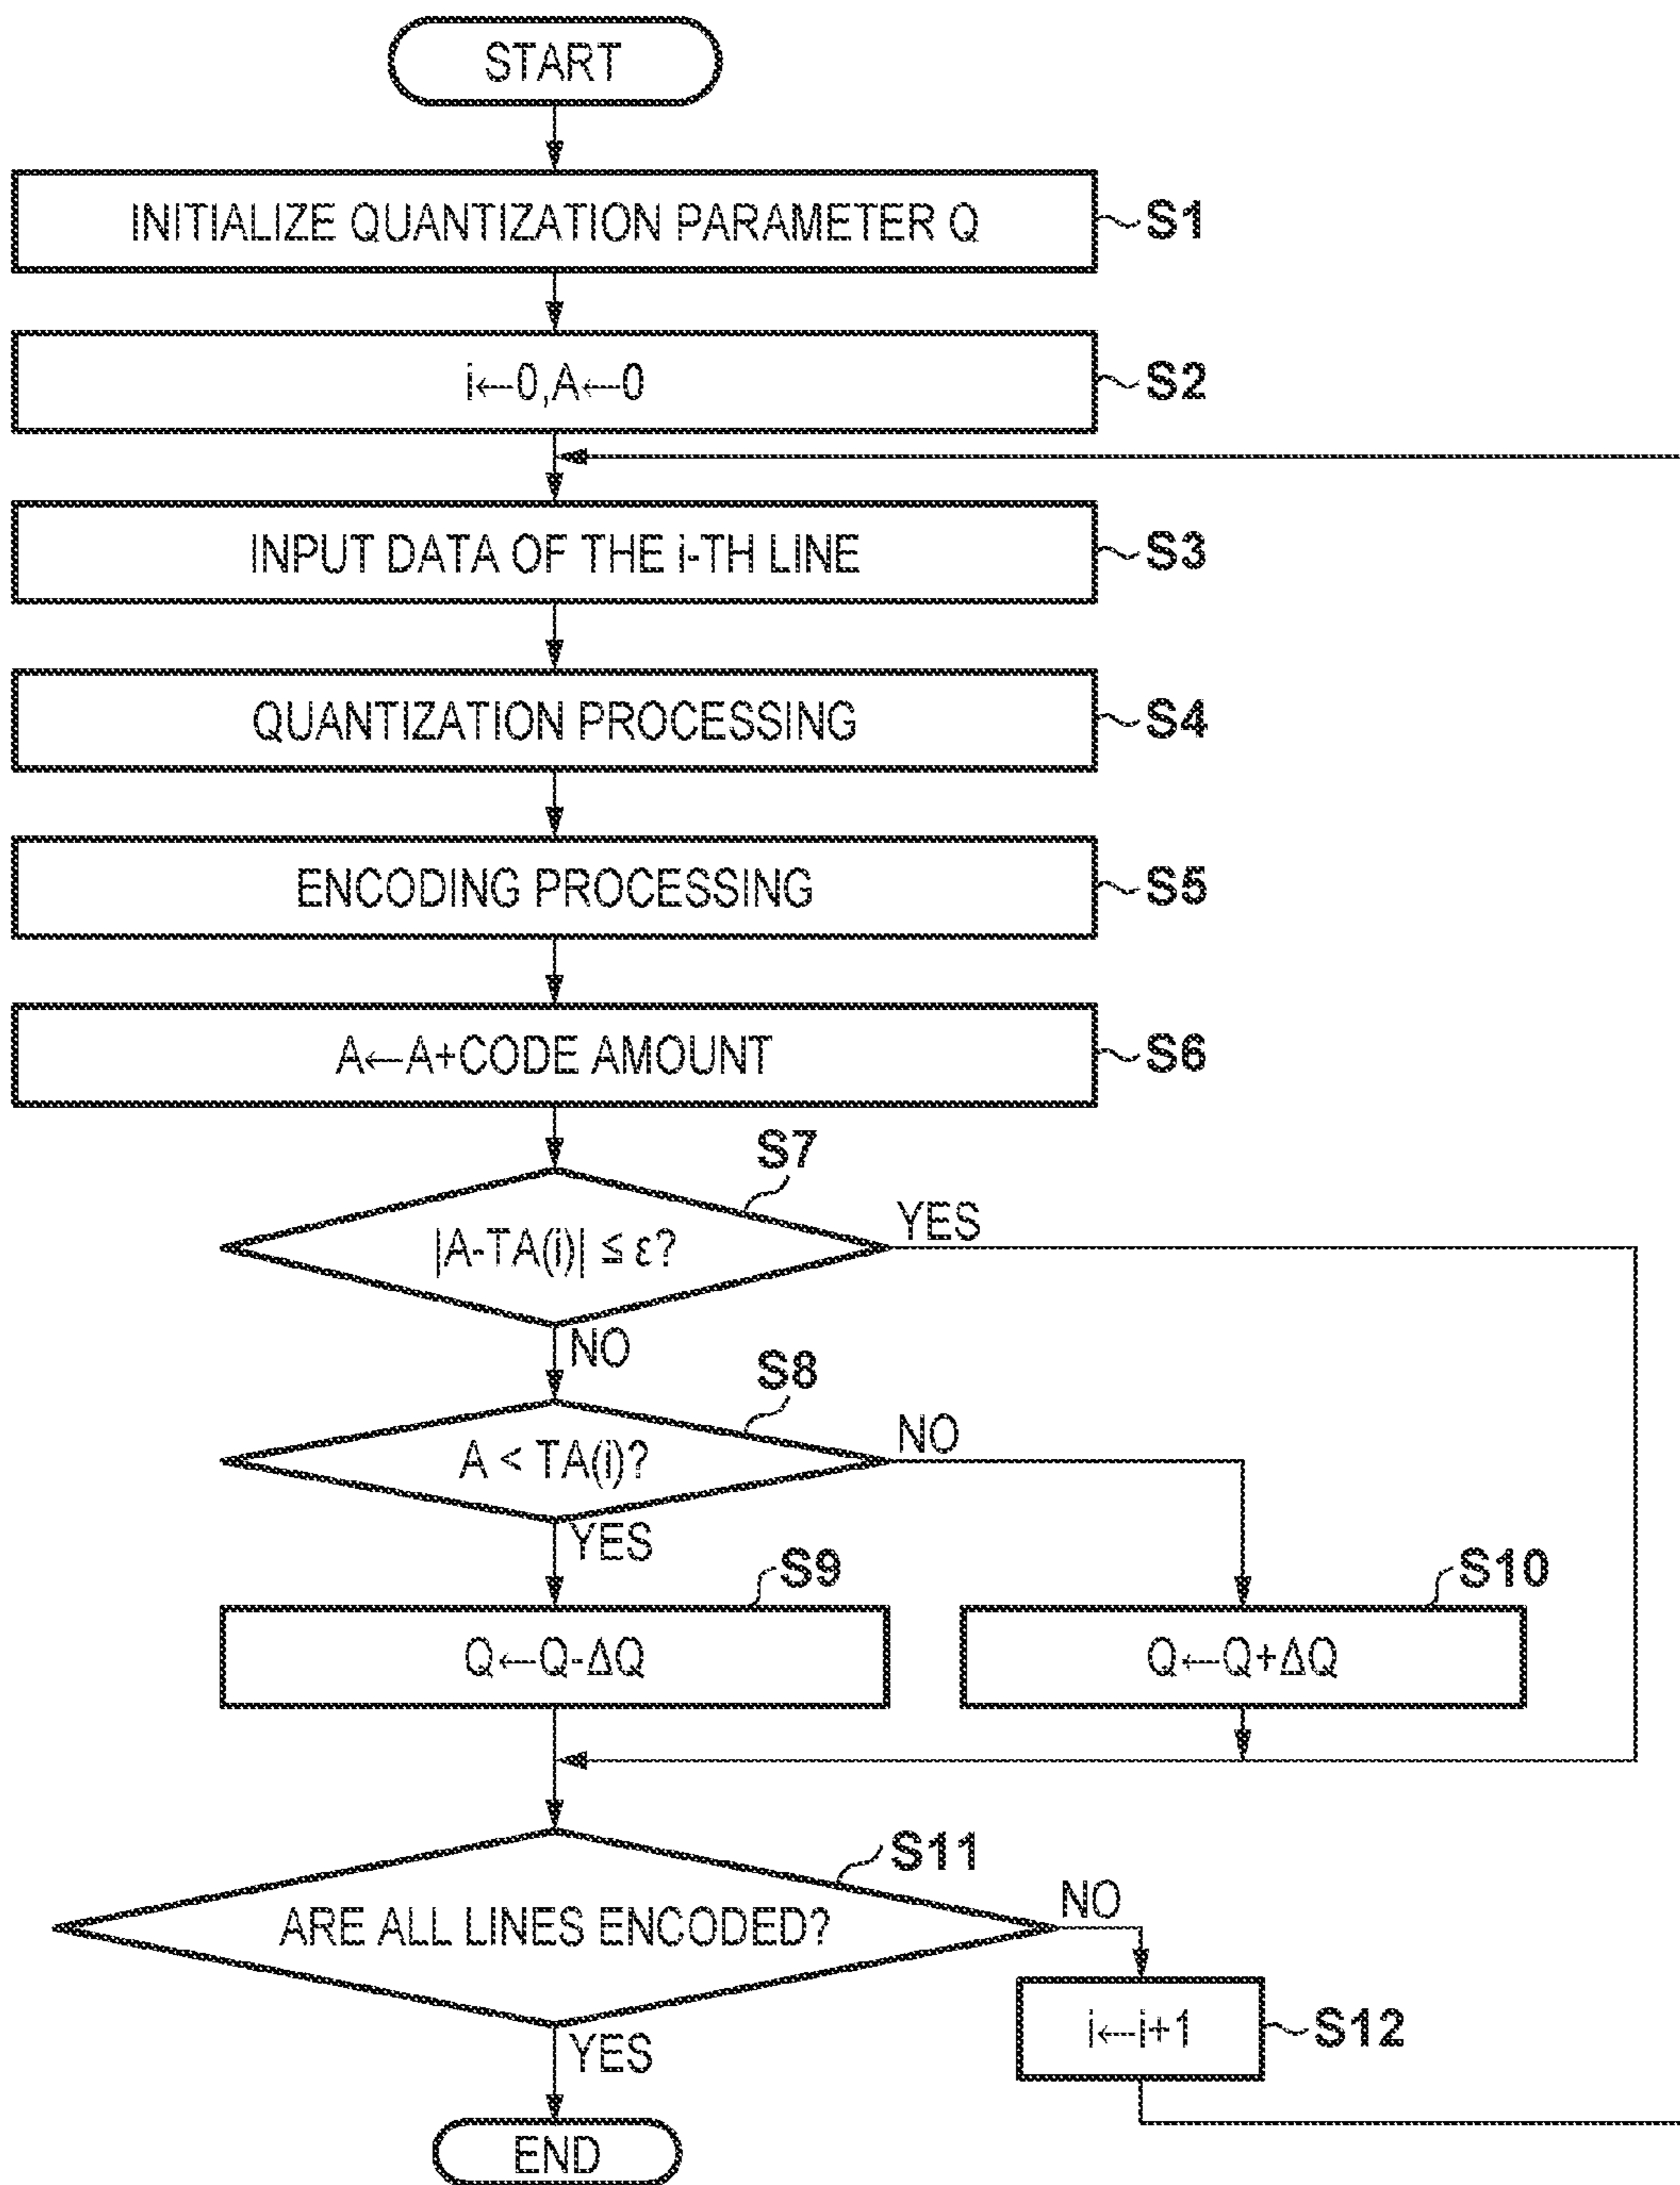 START
INITIALIZE QUANTIZATION PARAMETER Q
S1
i←0,A←0
S2
INPUT DATA OF THE i-TH LINE
S3
QUANTIZATION PROCESSING
S4
ENCODING PROCESSING
S5
A←A+CODE AMOUNT
S6
S7
|A-TA(i)| ≦ ε?
YES
NO
S8
A < TA(i)?
NO
YES
S9
Q←Q-ΔQ
S10
Q←Q+ΔQ
S11
ARE ALL LINES ENCODED?
NO
i←i+1
S12
YES
END